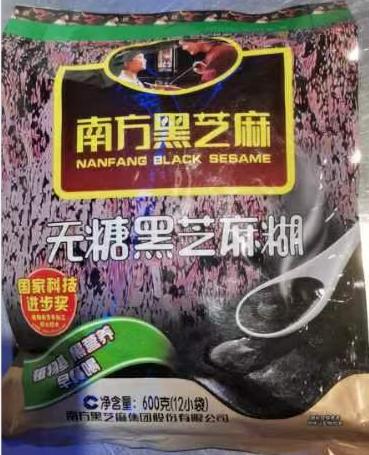 南方黑芝麻
NANFANG BLACK SESAME
无糖黑芝麻糊
国家科技
进步奖
净含量：600克(12小袋)
南方黑芝麻集团股份有限公司